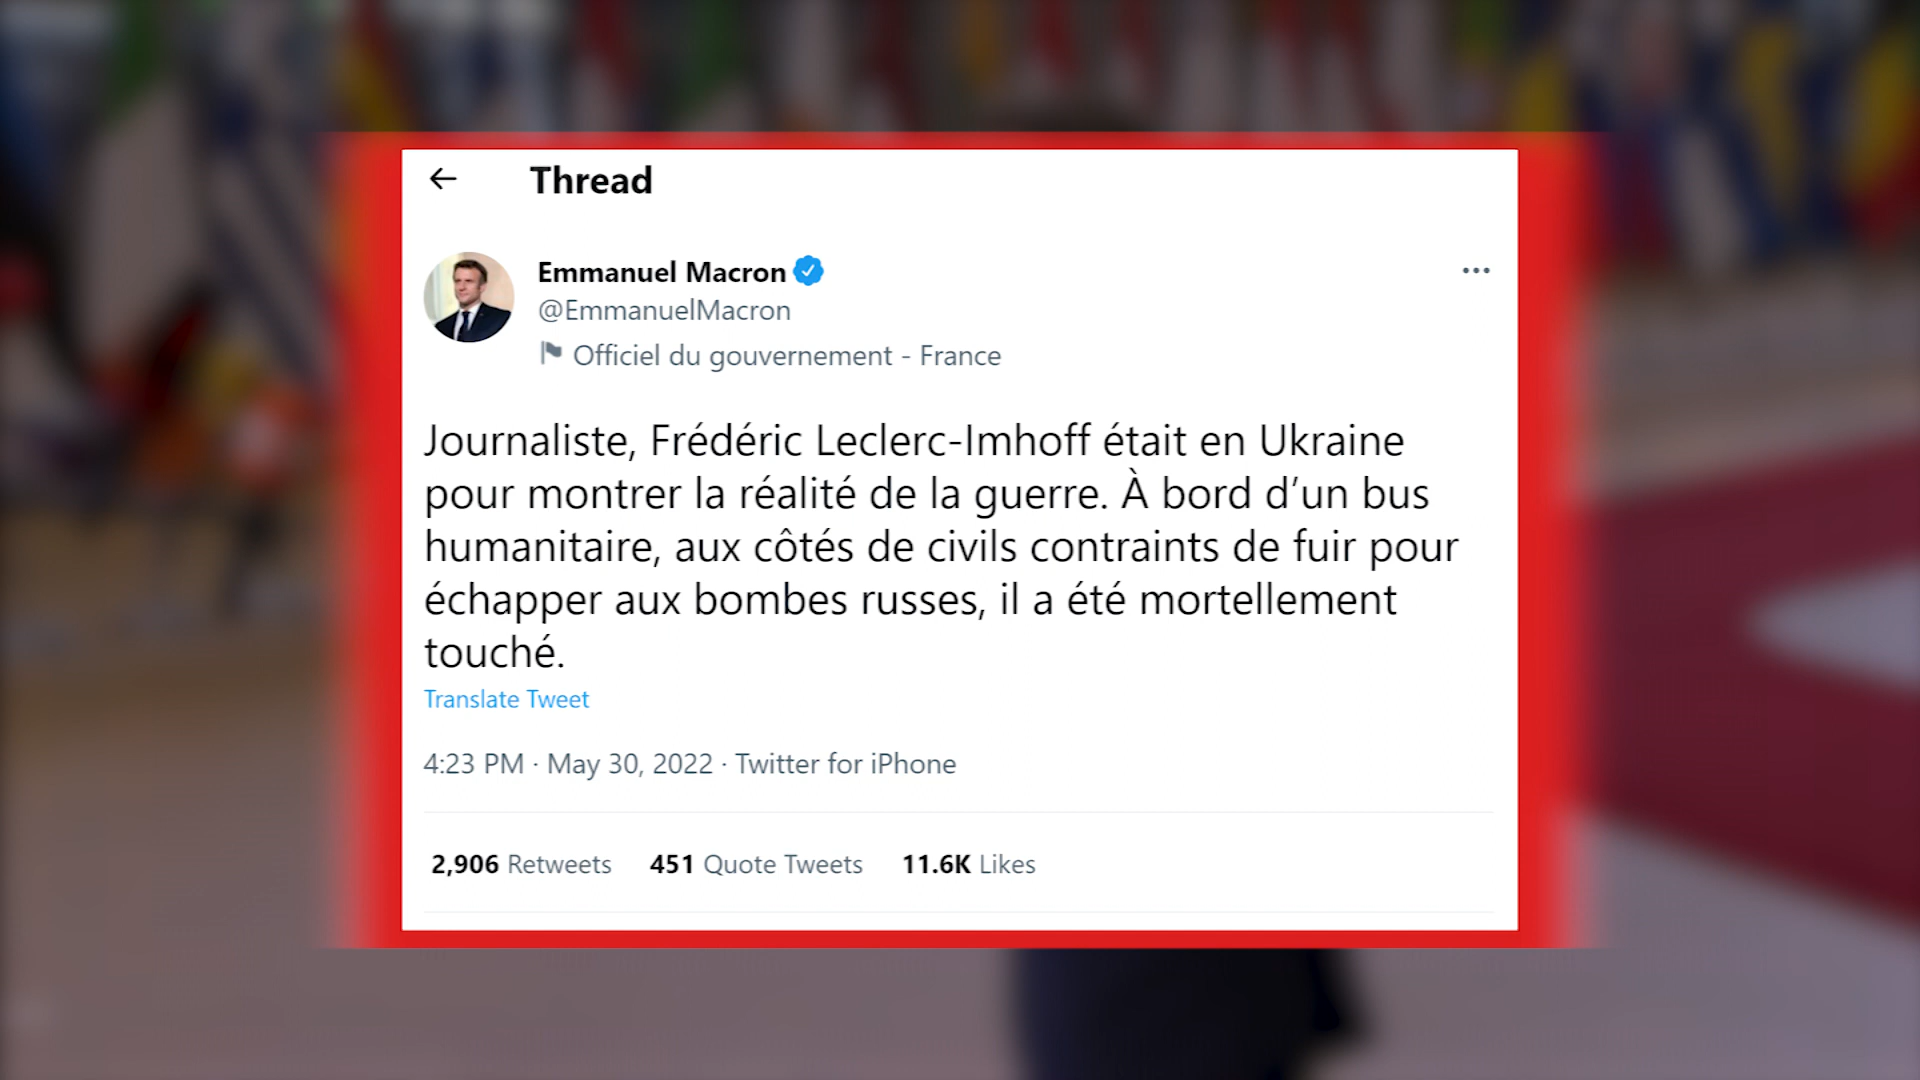 Thread
Emmanuel Macron
@EmmanuelMacron
Officiel du gouvernement - France
Journaliste, Frédéric Leclerc-Imhoff était en Ukraine
pour montrer la réalité de la guerre. À bord d’un bus
humanitaire, aux côtés de civils contraints de fuir pour
échapper aux bombes russes, il a été mortellement
touché.
Translate Tweet
4:23 PM · May 30, 2022 · Twitter for iPhone
2,906 Retweets 451 Quote Tweets 11.6K Likes